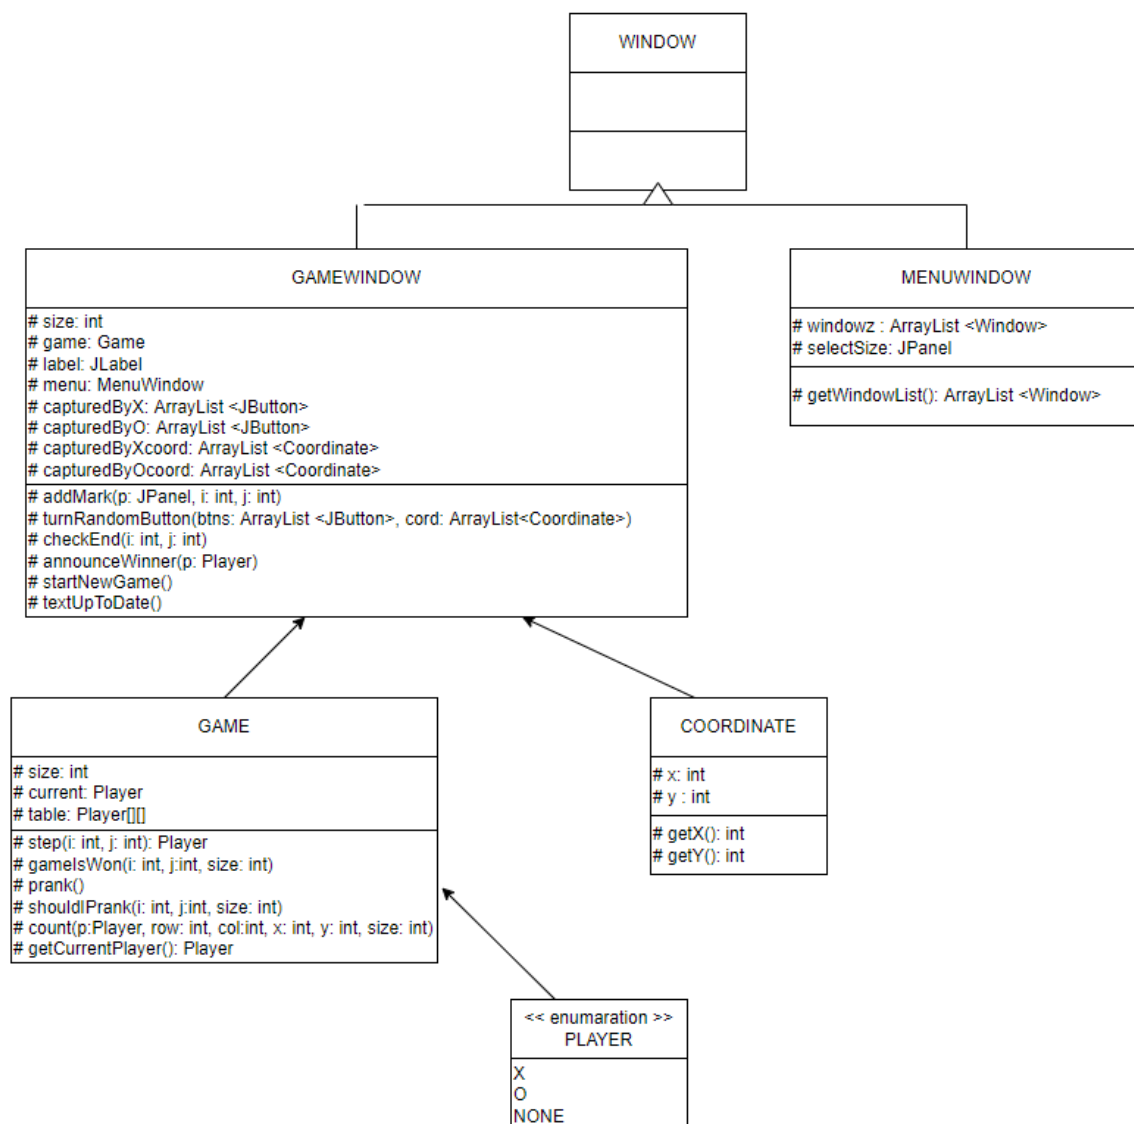 WINDOW
GAMEWINDOW
# size: int
# game: Game
# label: JLabel
# menu: MenuWindow
# capturedByX: ArrayList <JButton>
# capturedByO: ArrayList <JButton>
# capturedByXcoord: ArrayList <Coordinate>
# capturedByOcoord: ArrayList <Coordinate>
# addMark(p: JPanel, i: int, j: int)
# turnRandomButton(btns: ArrayList <JButton>, cord: ArrayList<Coordinate>)
# checkEnd(i: int, j: int)
# announceWinner(p: Player)
# startNewGame()
# textUpToDate()
MENUWINDOW
# windowz : ArrayList <Window>
# selectSize: JPanel
# getWindowList(): ArrayList <Window>
GAME
# size: int
# current: Player
# table: Player[][]
# step(i: int, j: int): Player
# gameIsWon(i: int, j:int, size: int)
# prank()
# shouldIPrank(i: int, j:int, size: int)
# count(p:Player, row: int, col:int, x: int, y: int, size: int)
# getCurrentPlayer(): Player
COORDINATE
# x: int
# y : int
# getX(): int
# getY(): int
<< enumaration >>
PLAYER
X
O
NONE